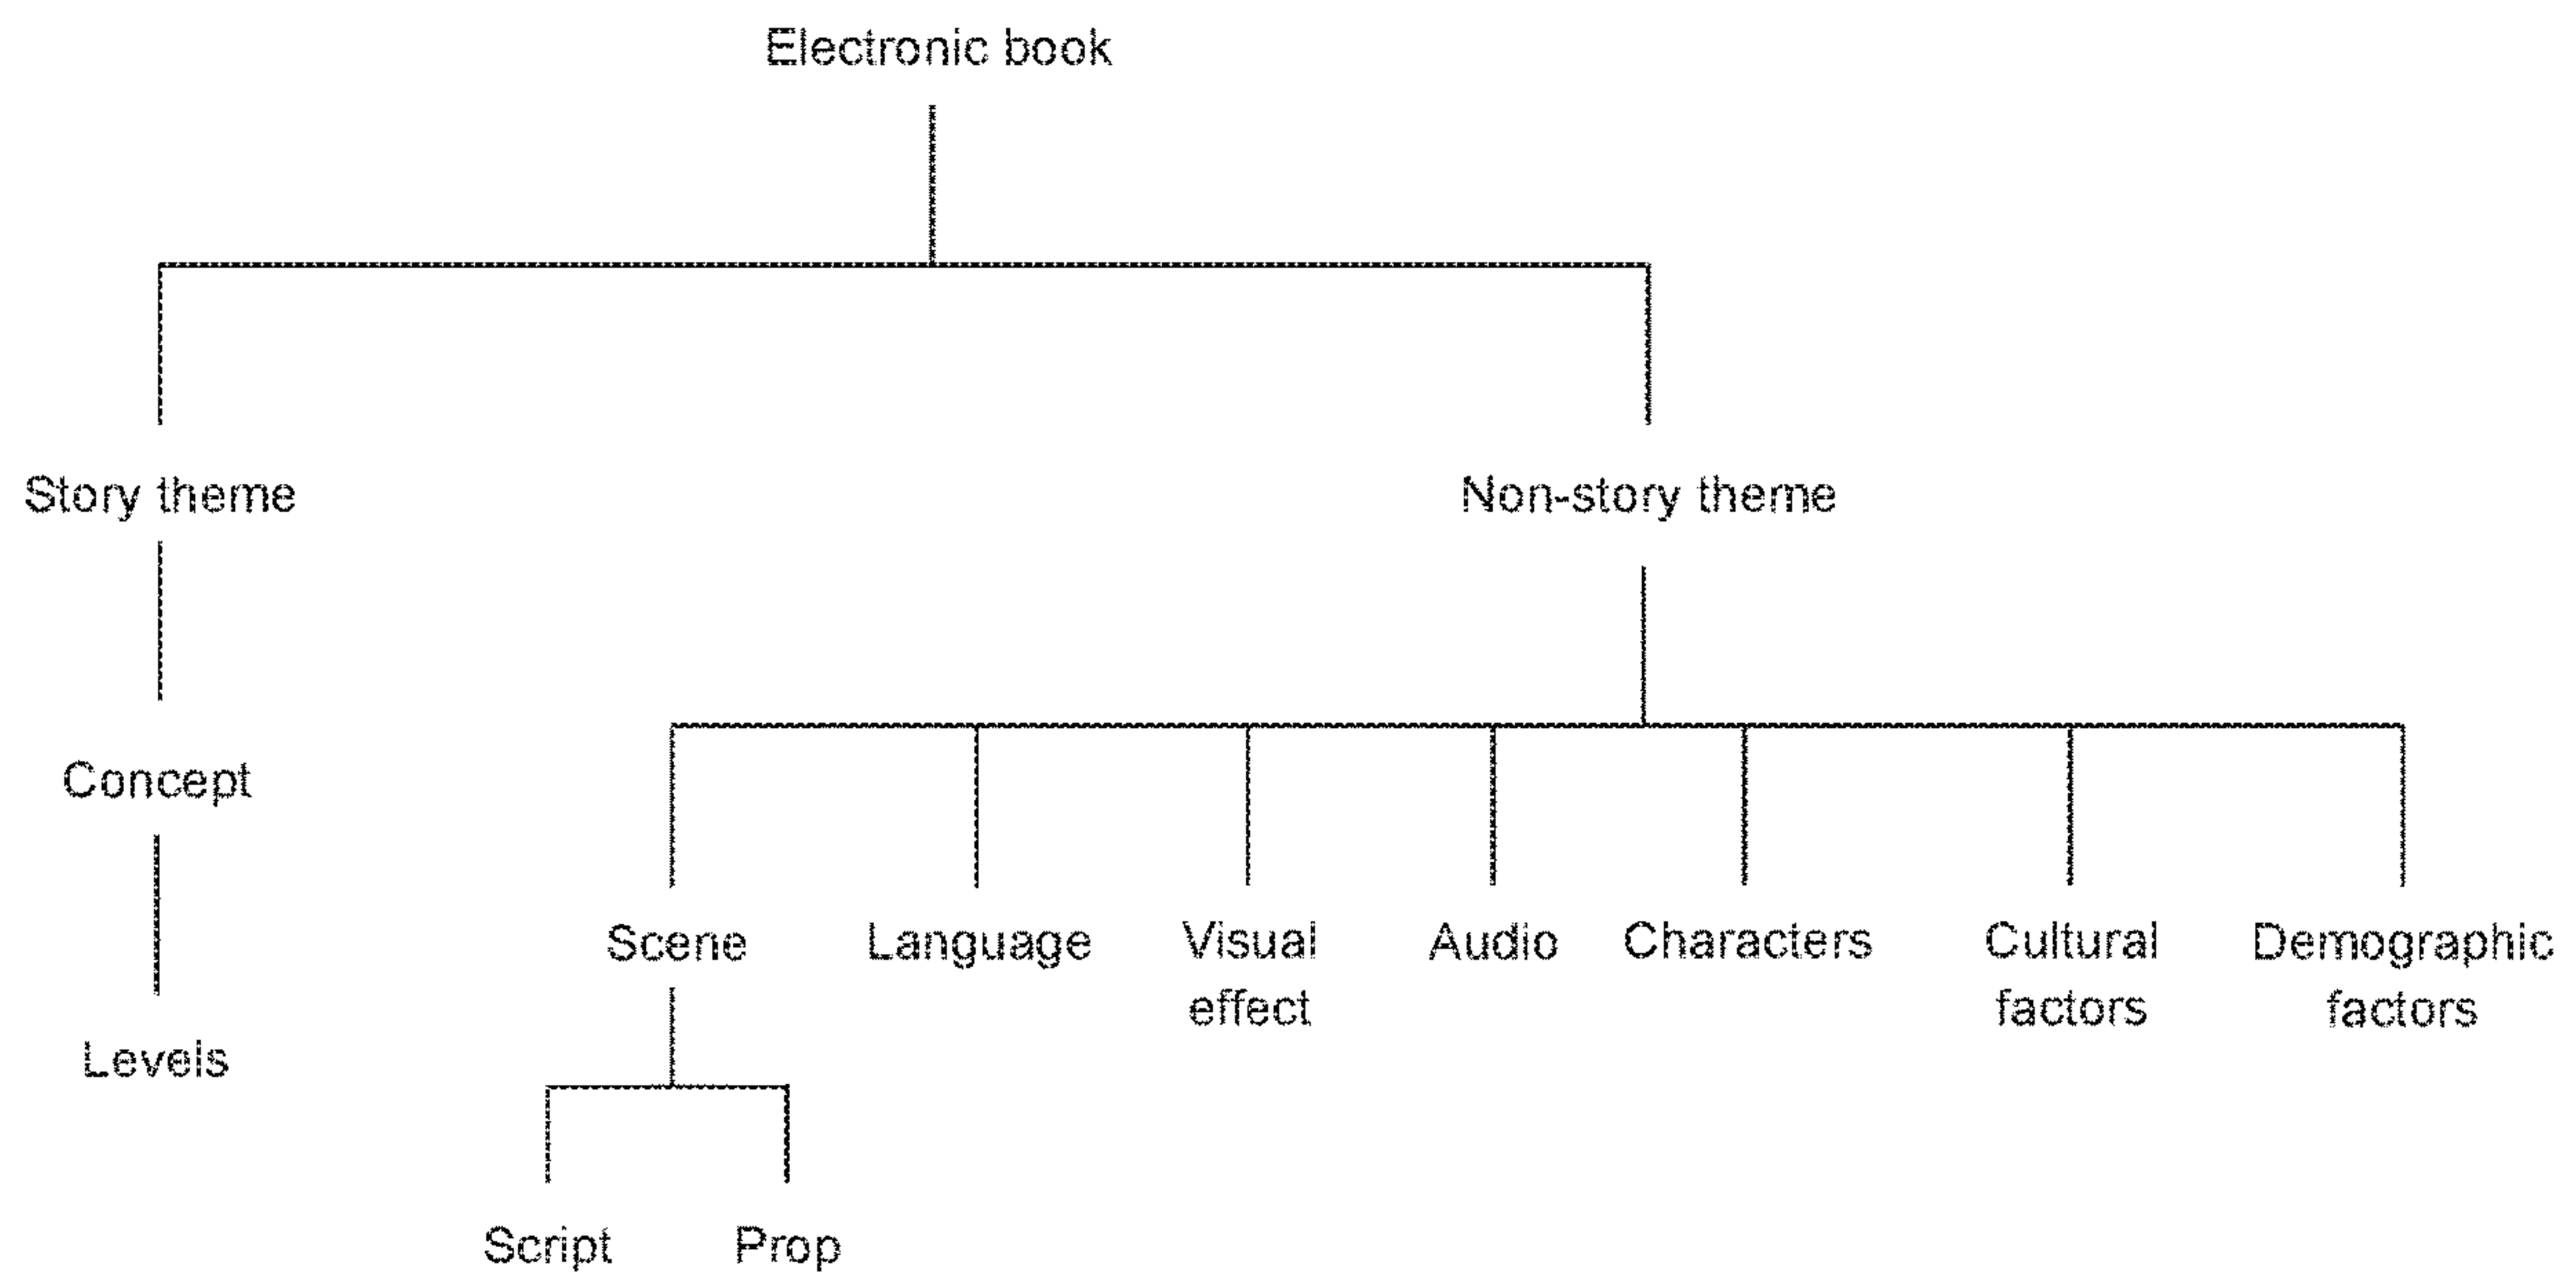 Electronic book
Story theme
Non-story theme
Concept
Scene
Language
Visual
effect
Audio
Characters
Cultural
factors
Demographic
factors
Levels
Script
Prop